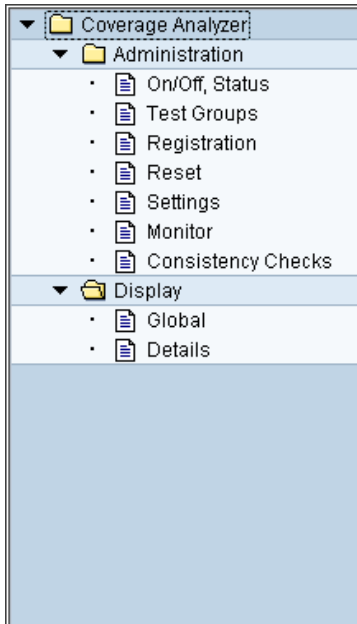 Coverage Analyzer
Administration
On/Off, Status
Test Groups
Registration
Reset
Settings
Monitor
Consistency Checks
Display
Global
Details